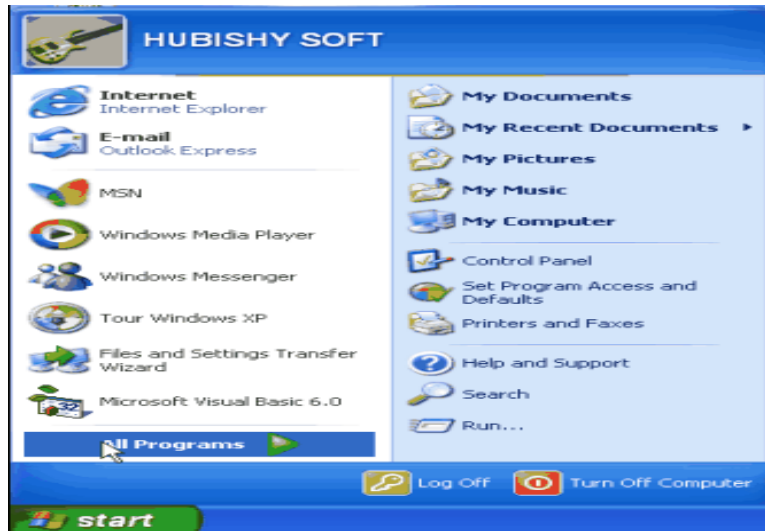 HUBISHY SOFT
Internet
Internet Explorer
E-mail
Outlook Express
MSN
Windows Media Player
Windows Messenger
Tour Windows XP
Files and Settings Transfer
Wizard
32
Microsoft Visual Basic 6.0
All Programs
My Documents
My Recent Documents
My Pictures
My Music
My Computer
Control Panel
Set Program Access and
Defaults
Printers and Faxes
Help and Support
Search
Run...
Log Off
Turn Off Computer
start